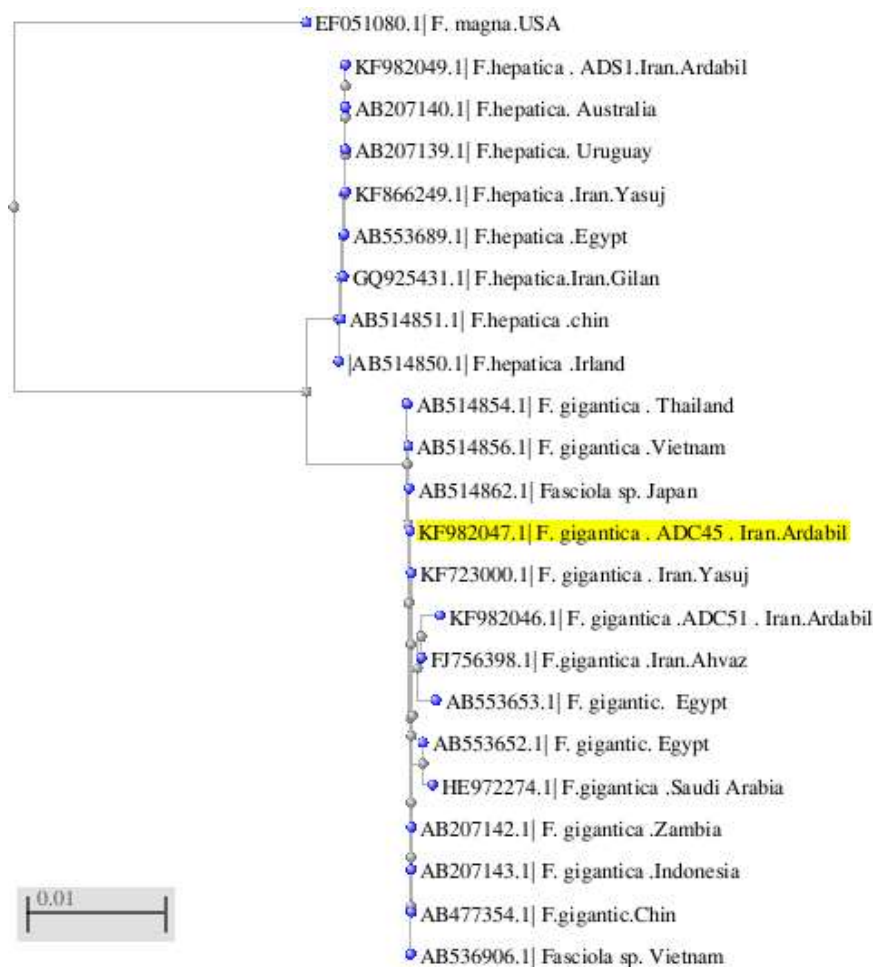 EF051080.1| F. magna.USA
KF982049.1| F.hepatica . ADS1.Iran.Ardabil
AB207140.1| F.hepatica. Australia
AB207139.1| F.hepatica. Uruguay
KF866249.1| F.hepatica .Iran.Yasuj
AB553689.1| F.hepatica .Egypt
GQ925431.1| F.hepatica.Iran.Gilan
AB514851.1| F.hepatica .chin
|AB514850.1| F.hepatica .Irland
AB514854.1| F. gigantica . Thailand
AB514856.1| F. gigantica .Vietnam
AB514862.1| Fasciola sp. Japan
KF982047.1| F. gigantica . ADC45 . Iran.Ardabil
KF723000.1| F. gigantica . Iran.Yasuj
KF982046.1| F. gigantica .ADC51 . Iran.Ardabil
FJ756398.1| F.gigantica .Iran.Ahvaz
AB553653.1| F. gigantic. Egypt
AB553652.1| F. gigantic. Egypt
HE972274.1| F.gigantica .Saudi Arabia
AB207142.1| F. gigantica .Zambia
AB207143.1| F. gigantica .Indonesia
AB477354.1| F.gigantic.Chin
AB536906.1| Fasciola sp. Vietnam
0.01